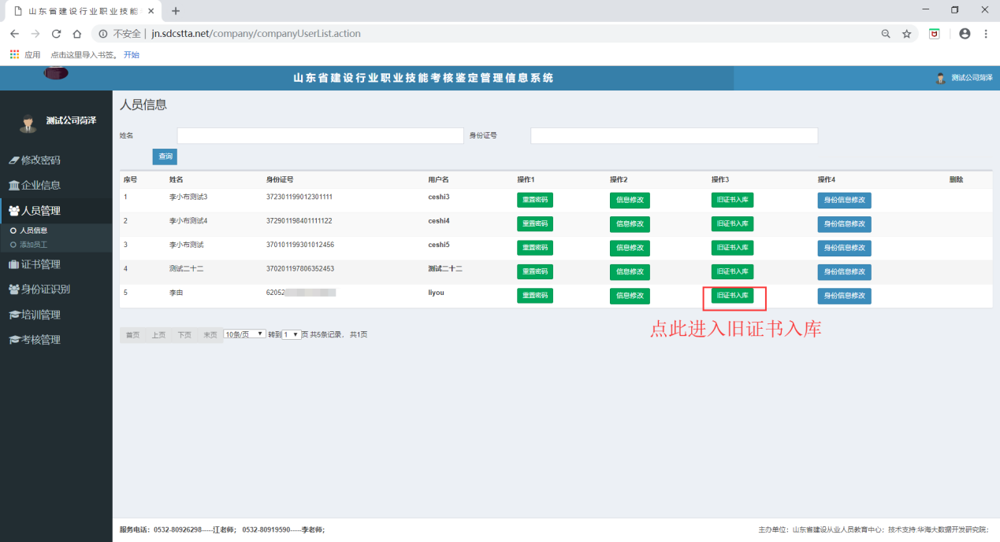 山东省建设行业职业技能
不安全 | jn.sdcstta.net/company/companyUserList.action
应用 点击这里导入书签。 开始
山东省建设行业职业技能考核鉴定管理信息系统
测试公司菏泽
测试公司菏泽
修改密码
企业信息
人员管理
人员信息
添加员工
证书管理
身份证识别
培训管理
考核管理
人员信息
姓名 身份证号
查询
序号 姓名 身份证号 用户名 操作1 操作2 操作3 操作4 删除
1 李小布测试3 372301199012301111 ceshi3 重置密码 信息修改 旧证书入库 身份信息修改
2 李小布测试4 372901198401111122 ceshi4 重置密码 信息修改 旧证书入库 身份信息修改
3 李小布测试 370101199301012456 ceshi5 重置密码 信息修改 旧证书入库 身份信息修改
4 测试二十二 370201197806352453 测试二十二 重置密码 信息修改 旧证书入库 身份信息修改
5 李由 62052 liyou 重置密码 信息修改 旧证书入库 身份信息修改
点此进入旧证书入库
首页 上页 下页 末页 10条/页 转到 1 页 共5条记录， 共1页
服务电话：0532-80926298-----江老师； 0532-80919590-----李老师；
主办单位：山东省建设从业人员教育中心；技术支持:华海大数据开发研究院；